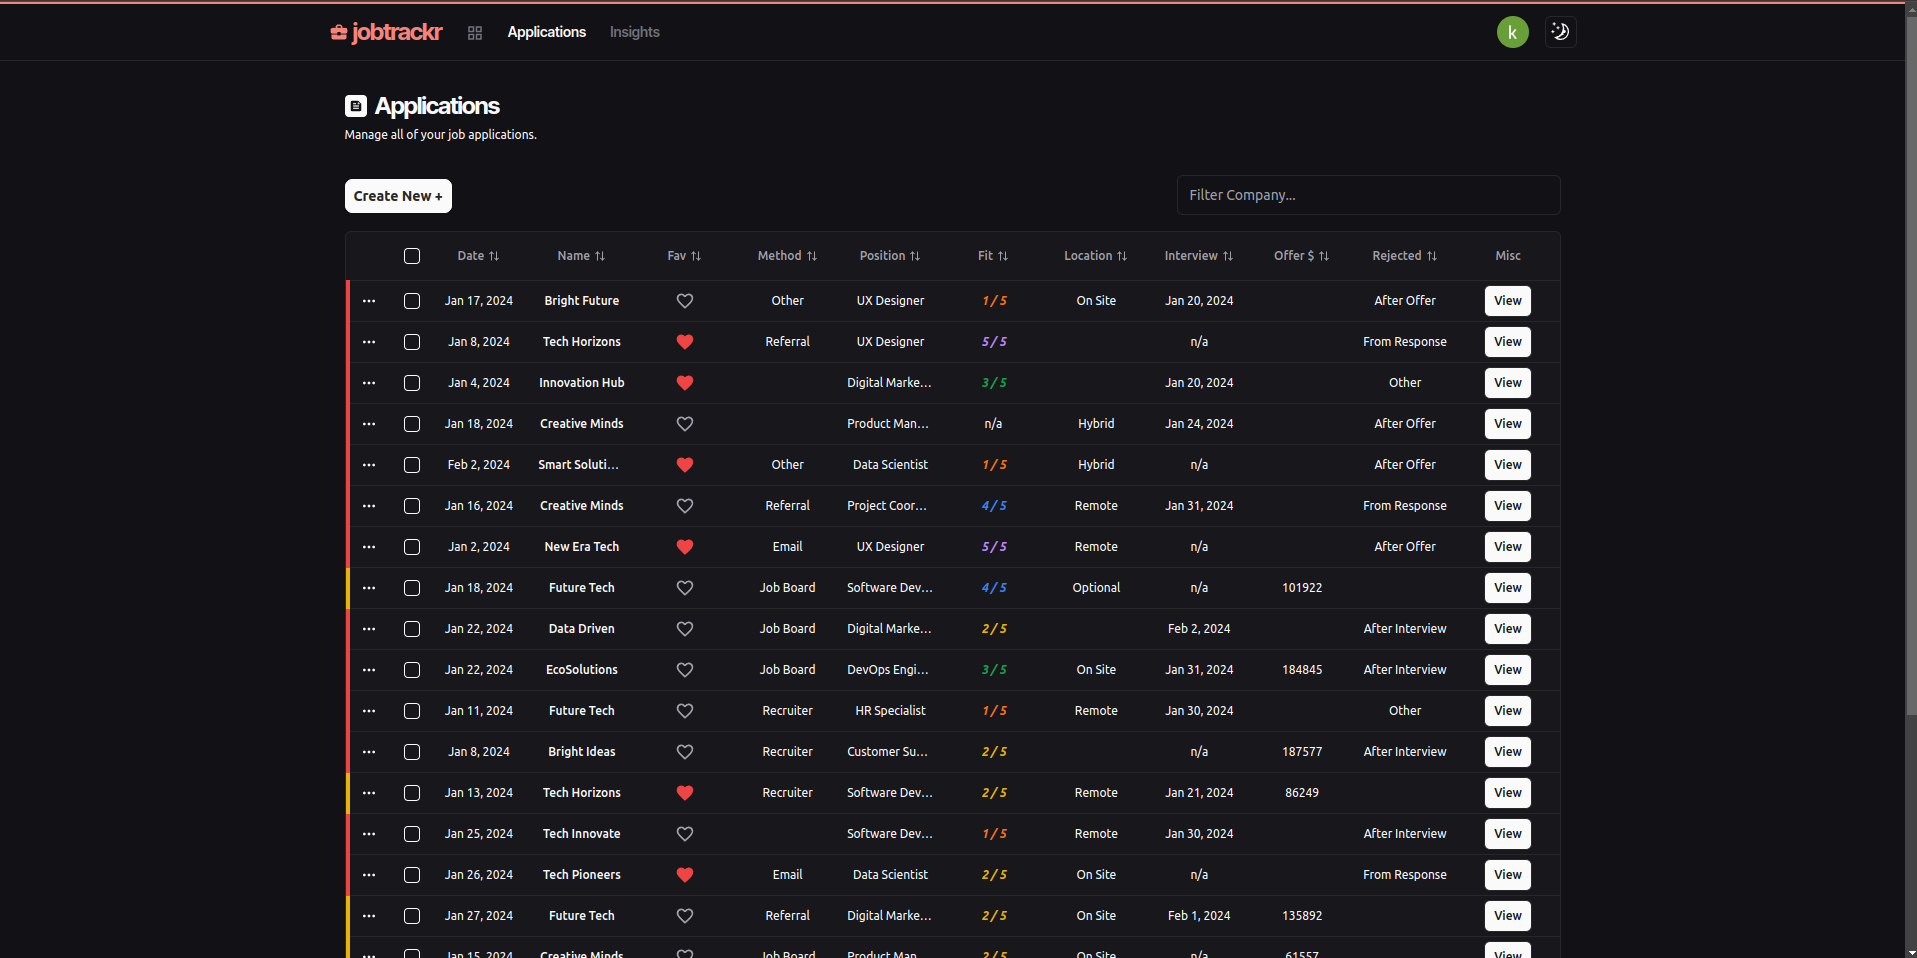 jobtrackr Applications Insights k
Applications
Manage all of your job applications.
Create New + Filter Company...
Date Name Fav Method Position Fit Location Interview Offer $ Rejected Misc
Jan 17, 2024 Bright Future Other UX Designer 1 / 5 On Site Jan 20, 2024 After Offer View
Jan 8, 2024 Tech Horizons Referral UX Designer 5 / 5 n/a From Response View
Jan 4, 2024 Innovation Hub Digital Marke... 3 / 5 Jan 20, 2024 Other View
Jan 18, 2024 Creative Minds Product Man... n/a Hybrid Jan 24, 2024 After Offer View
Feb 2, 2024 Smart Soluti... Other Data Scientist 1 / 5 Hybrid n/a After Offer View
Jan 16, 2024 Creative Minds Referral Project Coor... 4 / 5 Remote Jan 31, 2024 From Response View
Jan 2, 2024 New Era Tech Email UX Designer 5 / 5 Remote n/a After Offer View
Jan 18, 2024 Future Tech Job Board Software Dev... 4 / 5 Optional n/a 101922 View
Jan 22, 2024 Data Driven Job Board Digital Marke... 2 / 5 Feb 2, 2024 After Interview View
Jan 22, 2024 EcoSolutions Job Board DevOps Engi... 3 / 5 On Site Jan 31, 2024 184845 After Interview View
Jan 11, 2024 Future Tech Recruiter HR Specialist 1 / 5 Remote Jan 30, 2024 Other View
Jan 8, 2024 Bright Ideas Recruiter Customer Su... 2 / 5 n/a 187577 After Interview View
Jan 13, 2024 Tech Horizons Recruiter Software Dev... 2 / 5 Remote Jan 21, 2024 86249 View
Jan 25, 2024 Tech Innovate Software Dev... 1 / 5 Remote Jan 30, 2024 After Interview View
Jan 26, 2024 Tech Pioneers Email Data Scientist 2 / 5 On Site n/a From Response View
Jan 27, 2024 Future Tech Referral Digital Marke... 2 / 5 On Site Feb 1, 2024 135892 View
Jan 15, 2024 Creative Minds Job Board Product Man... 2 / 5 On Site n/a 61557 View